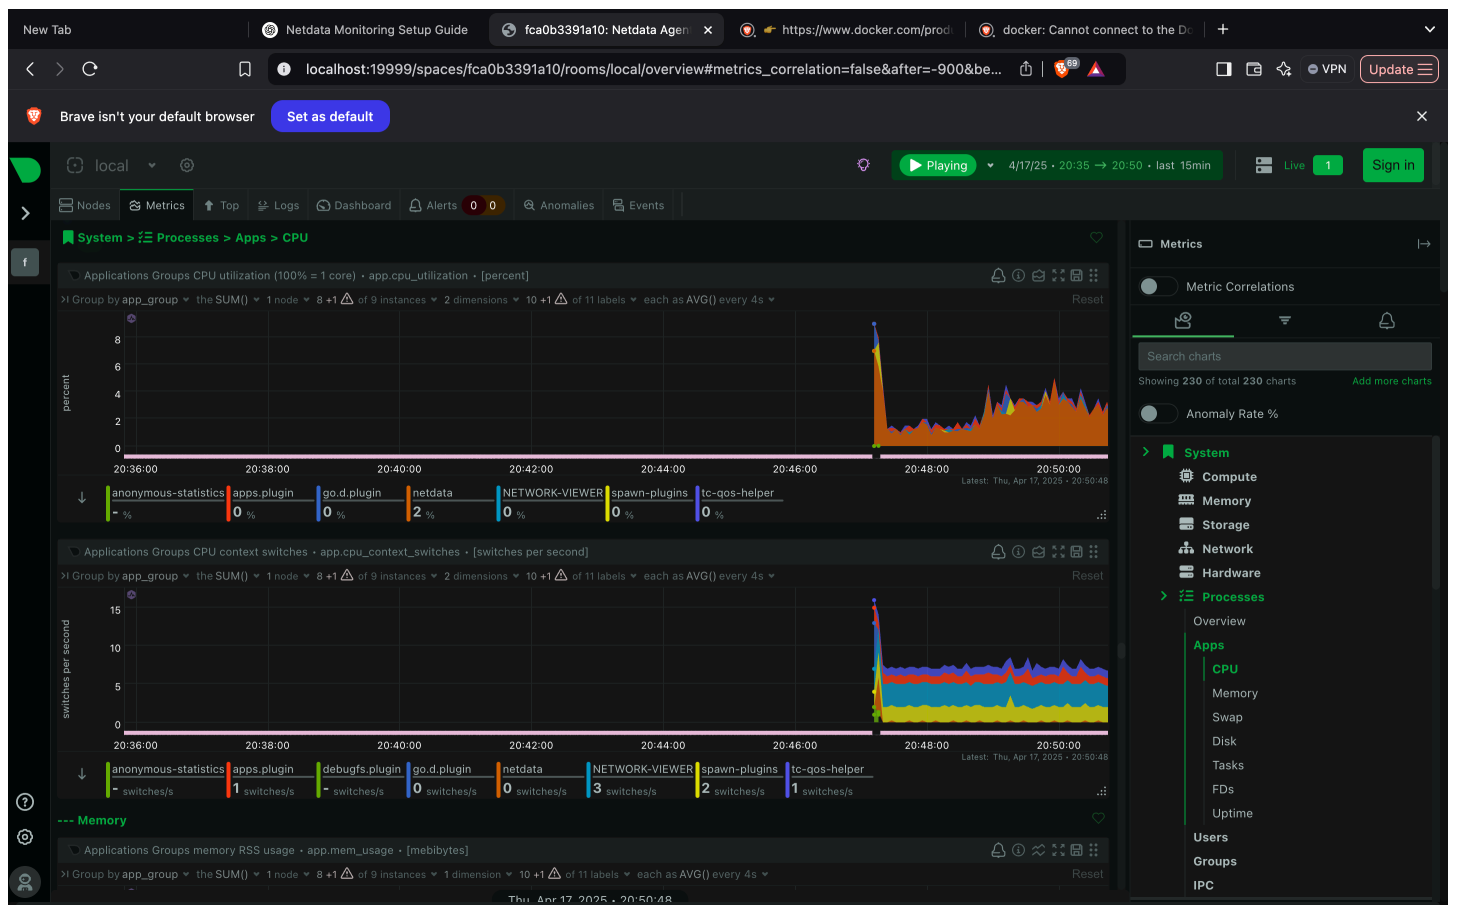 New Tab
Netdata Monitoring Setup Guide
fca0b3391a10: Netdata Agen
https://www.docker.com/produ
docker: Cannot connect to the Do
localhost:19999/spaces/fca0b3391a10/rooms/local/overview#metrics_correlation=false&after=-900&be...
69
VPN
Update
Brave isn't your default browser
Set as default
local
Playing
4/17/25 • 20:35 → 20:50 • last 15min
Live
1
Sign in
Nodes
Metrics
Top
Logs
Dashboard
Alerts
0
0
Anomalies
Events
f
System > Processes > Apps > CPU
Applications Groups CPU utilization (100% = 1 core) • app.cpu_utilization • [percent]
Group by app_group the SUM() 1 node 8 +1 of 9 instances 2 dimensions 10 +1 of 11 labels each as AVG() every 4s
Reset
percent
8
6
4
2
0
20:36:00 20:38:00 20:40:00 20:42:00 20:44:00 20:46:00 20:48:00 20:50:00
Latest: Thu, Apr 17, 2025 • 20:50:48
anonymous-statistics apps.plugin go.d.plugin netdata NETWORK-VIEWER spawn-plugins tc-qos-helper
- % 0 % 0 % 2 % 0 % 0 % 0 %
Applications Groups CPU context switches • app.cpu_context_switches • [switches per second]
Group by app_group the SUM() 1 node 8 +1 of 9 instances 2 dimensions 10 +1 of 11 labels each as AVG() every 4s
Reset
switches per second
15
10
5
0
20:36:00 20:38:00 20:40:00 20:42:00 20:44:00 20:46:00 20:48:00 20:50:00
Latest: Thu, Apr 17, 2025 • 20:50:48
anonymous-statistics apps.plugin debugfs.plugin go.d.plugin netdata NETWORK-VIEWER spawn-plugins tc-qos-helper
- switches/s 1 switches/s - switches/s 0 switches/s 0 switches/s 3 switches/s 2 switches/s 1 switches/s
--- Memory
Applications Groups memory RSS usage • app.mem_usage • [mebibytes]
Group by app_group the SUM() 1 node 8 +1 of 9 instances 1 dimension 10 +1 of 11 labels each as AVG() every 4s
Reset
Thu, Apr 17, 2025 • 20:50:48
Metrics
Metric Correlations
Search charts
Showing 230 of total 230 charts
Add more charts
Anomaly Rate %
System
Compute
Memory
Storage
Network
Hardware
Processes
Overview
Apps
CPU
Memory
Swap
Disk
Tasks
FDs
Uptime
Users
Groups
IPC